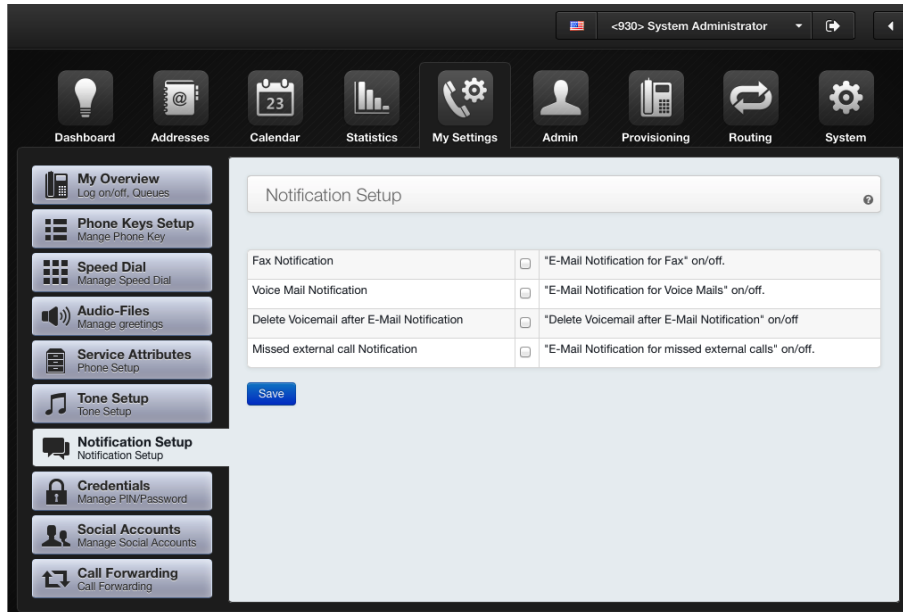 <930> System Administrator
23
Dashboard
Addresses
Calendar
Statistics
My Settings
Admin
Provisioning
Routing
System
My Overview
Log on/off, Queues
Phone Keys Setup
Mange Phone Key
Speed Dial
Manage Speed Dial
Audio-Files
Manage greetings
Service Attributes
Phone Setup
Tone Setup
Tone Setup
Notification Setup
Notification Setup
Credentials
Manage PIN/Password
Social Accounts
Manage Social Accounts
Call Forwarding
Call Forwarding
Notification Setup
Fax Notification "E-Mail Notification for Fax" on/off.
Voice Mail Notification "E-Mail Notification for Voice Mails" on/off.
Delete Voicemail after E-Mail Notification "Delete Voicemail after E-Mail Notification" on/off
Missed external call Notification "E-Mail Notification for missed external calls" on/off.
Save